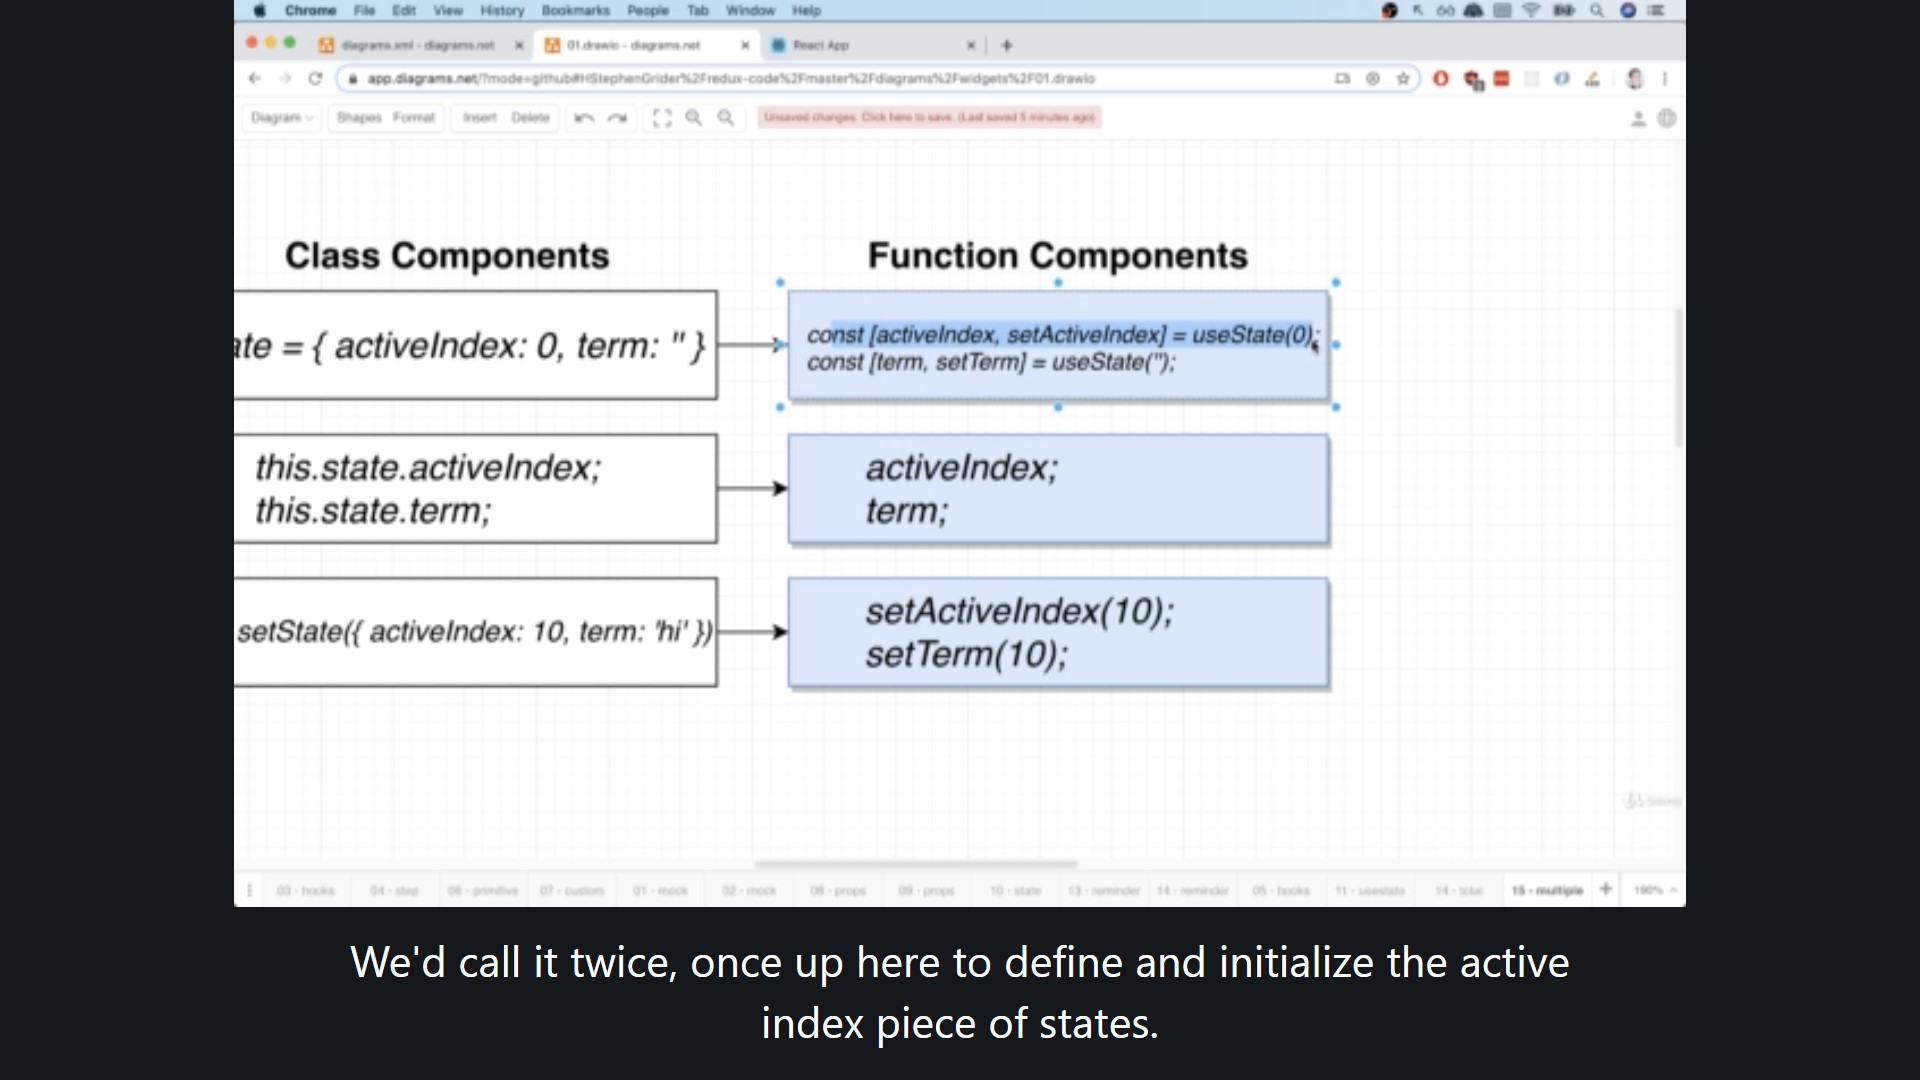 Chrome File Edit View History Bookmarks People Tab Window Help
diagrams.xml - diagrams.net
01.drawio - diagrams.net
React App
app.diagrams.net/?mode=github#HStephenGrider%2Fredux-code%2Fmaster%2Fdiagrams%2Fwidgets%2F01.drawio
Diagram Shapes Format Insert Delete Unsaved changes. Click here to save. (Last saved 5 minutes ago)
Class Components
Function Components
ate = { activeIndex: 0, term: '' }
const [activeIndex, setActiveIndex] = useState(0);
const [term, setTerm] = useState('');
this.state.activeIndex;
this.state.term;
activeIndex;
term;
setState({ activeIndex: 10, term: 'hi' })
setActiveIndex(10);
setTerm(10);
03 - hooks 04 - step 06 - primitive 07 - custom 01 - mock 02 - mock 08 - props 09 - props 10 - state 13 - reminder 14 - reminder 05 - hooks 11 - usestate 14 - total 15 - multiple 190%
We'd call it twice, once up here to define and initialize the active
index piece of states.